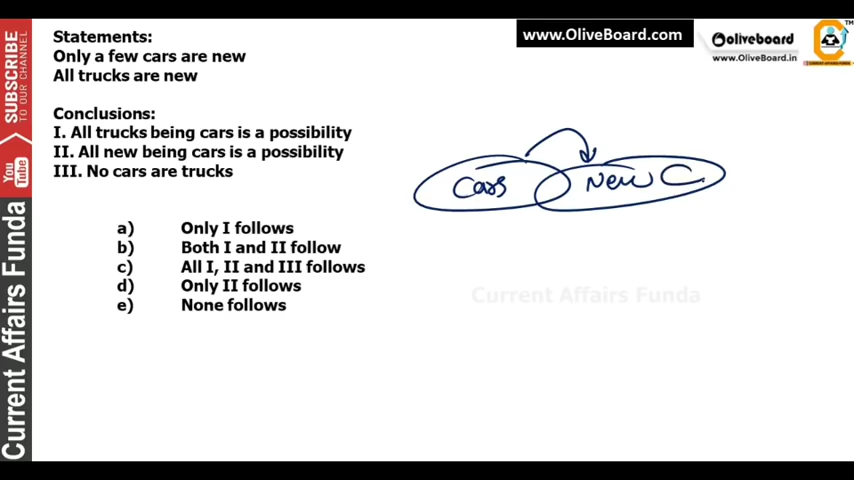 SUBSCRIBE
TO OUR CHANNEL
You Tube
Current Affairs Funda
Statements:
Only a few cars are new
All trucks are new
Conclusions:
I. All trucks being cars is a possibility
II. All new being cars is a possibility
III. No cars are trucks
a) Only I follows
b) Both I and II follow
c) All I, II and III follows
d) Only II follows
e) None follows
www.OliveBoard.com
oliveboard
www.OliveBoard.in
TM
Cars
New
Current Affairs Funda